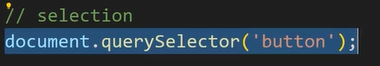 // selection
document.querySelector('button');